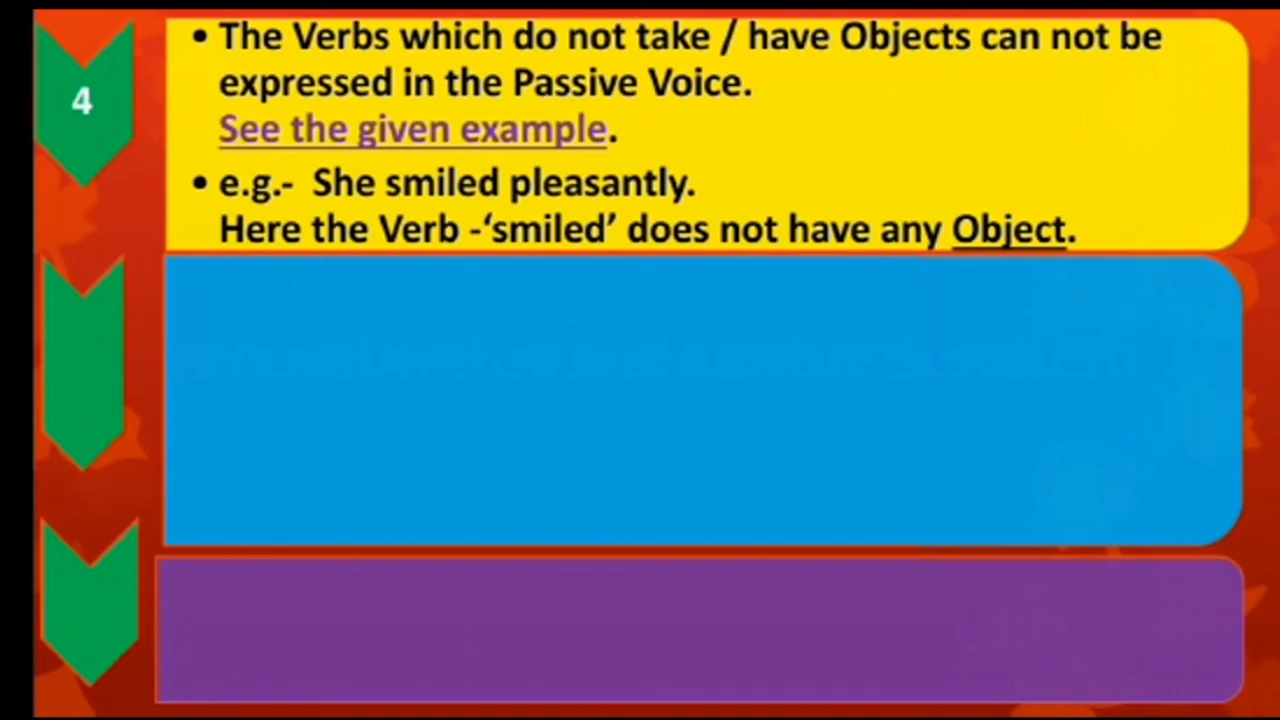 4
• The Verbs which do not take / have Objects can not be
expressed in the Passive Voice.
See the given example.
• e.g.- She smiled pleasantly.
Here the Verb -‘smiled’ does not have any Object.